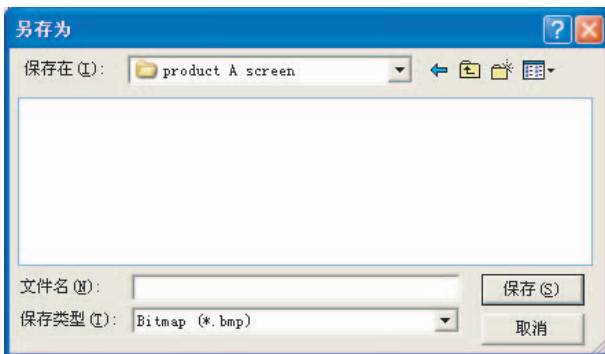 另存为
保存在(I): product A screen
文件名(N):
保存(S)
保存类型(T): Bitmap (*.bmp)
取消